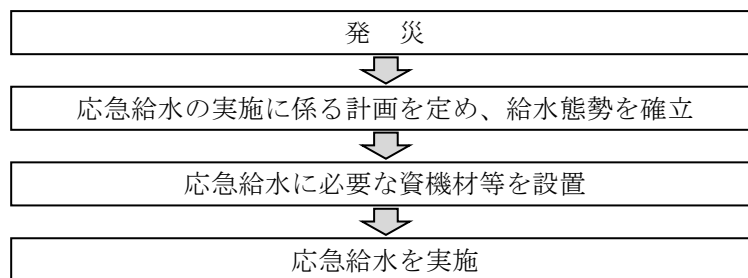 発　災
応急給水の実施に係る計画を定め、給水態勢を確立
応急給水に必要な資機材等を設置
応急給水を実施